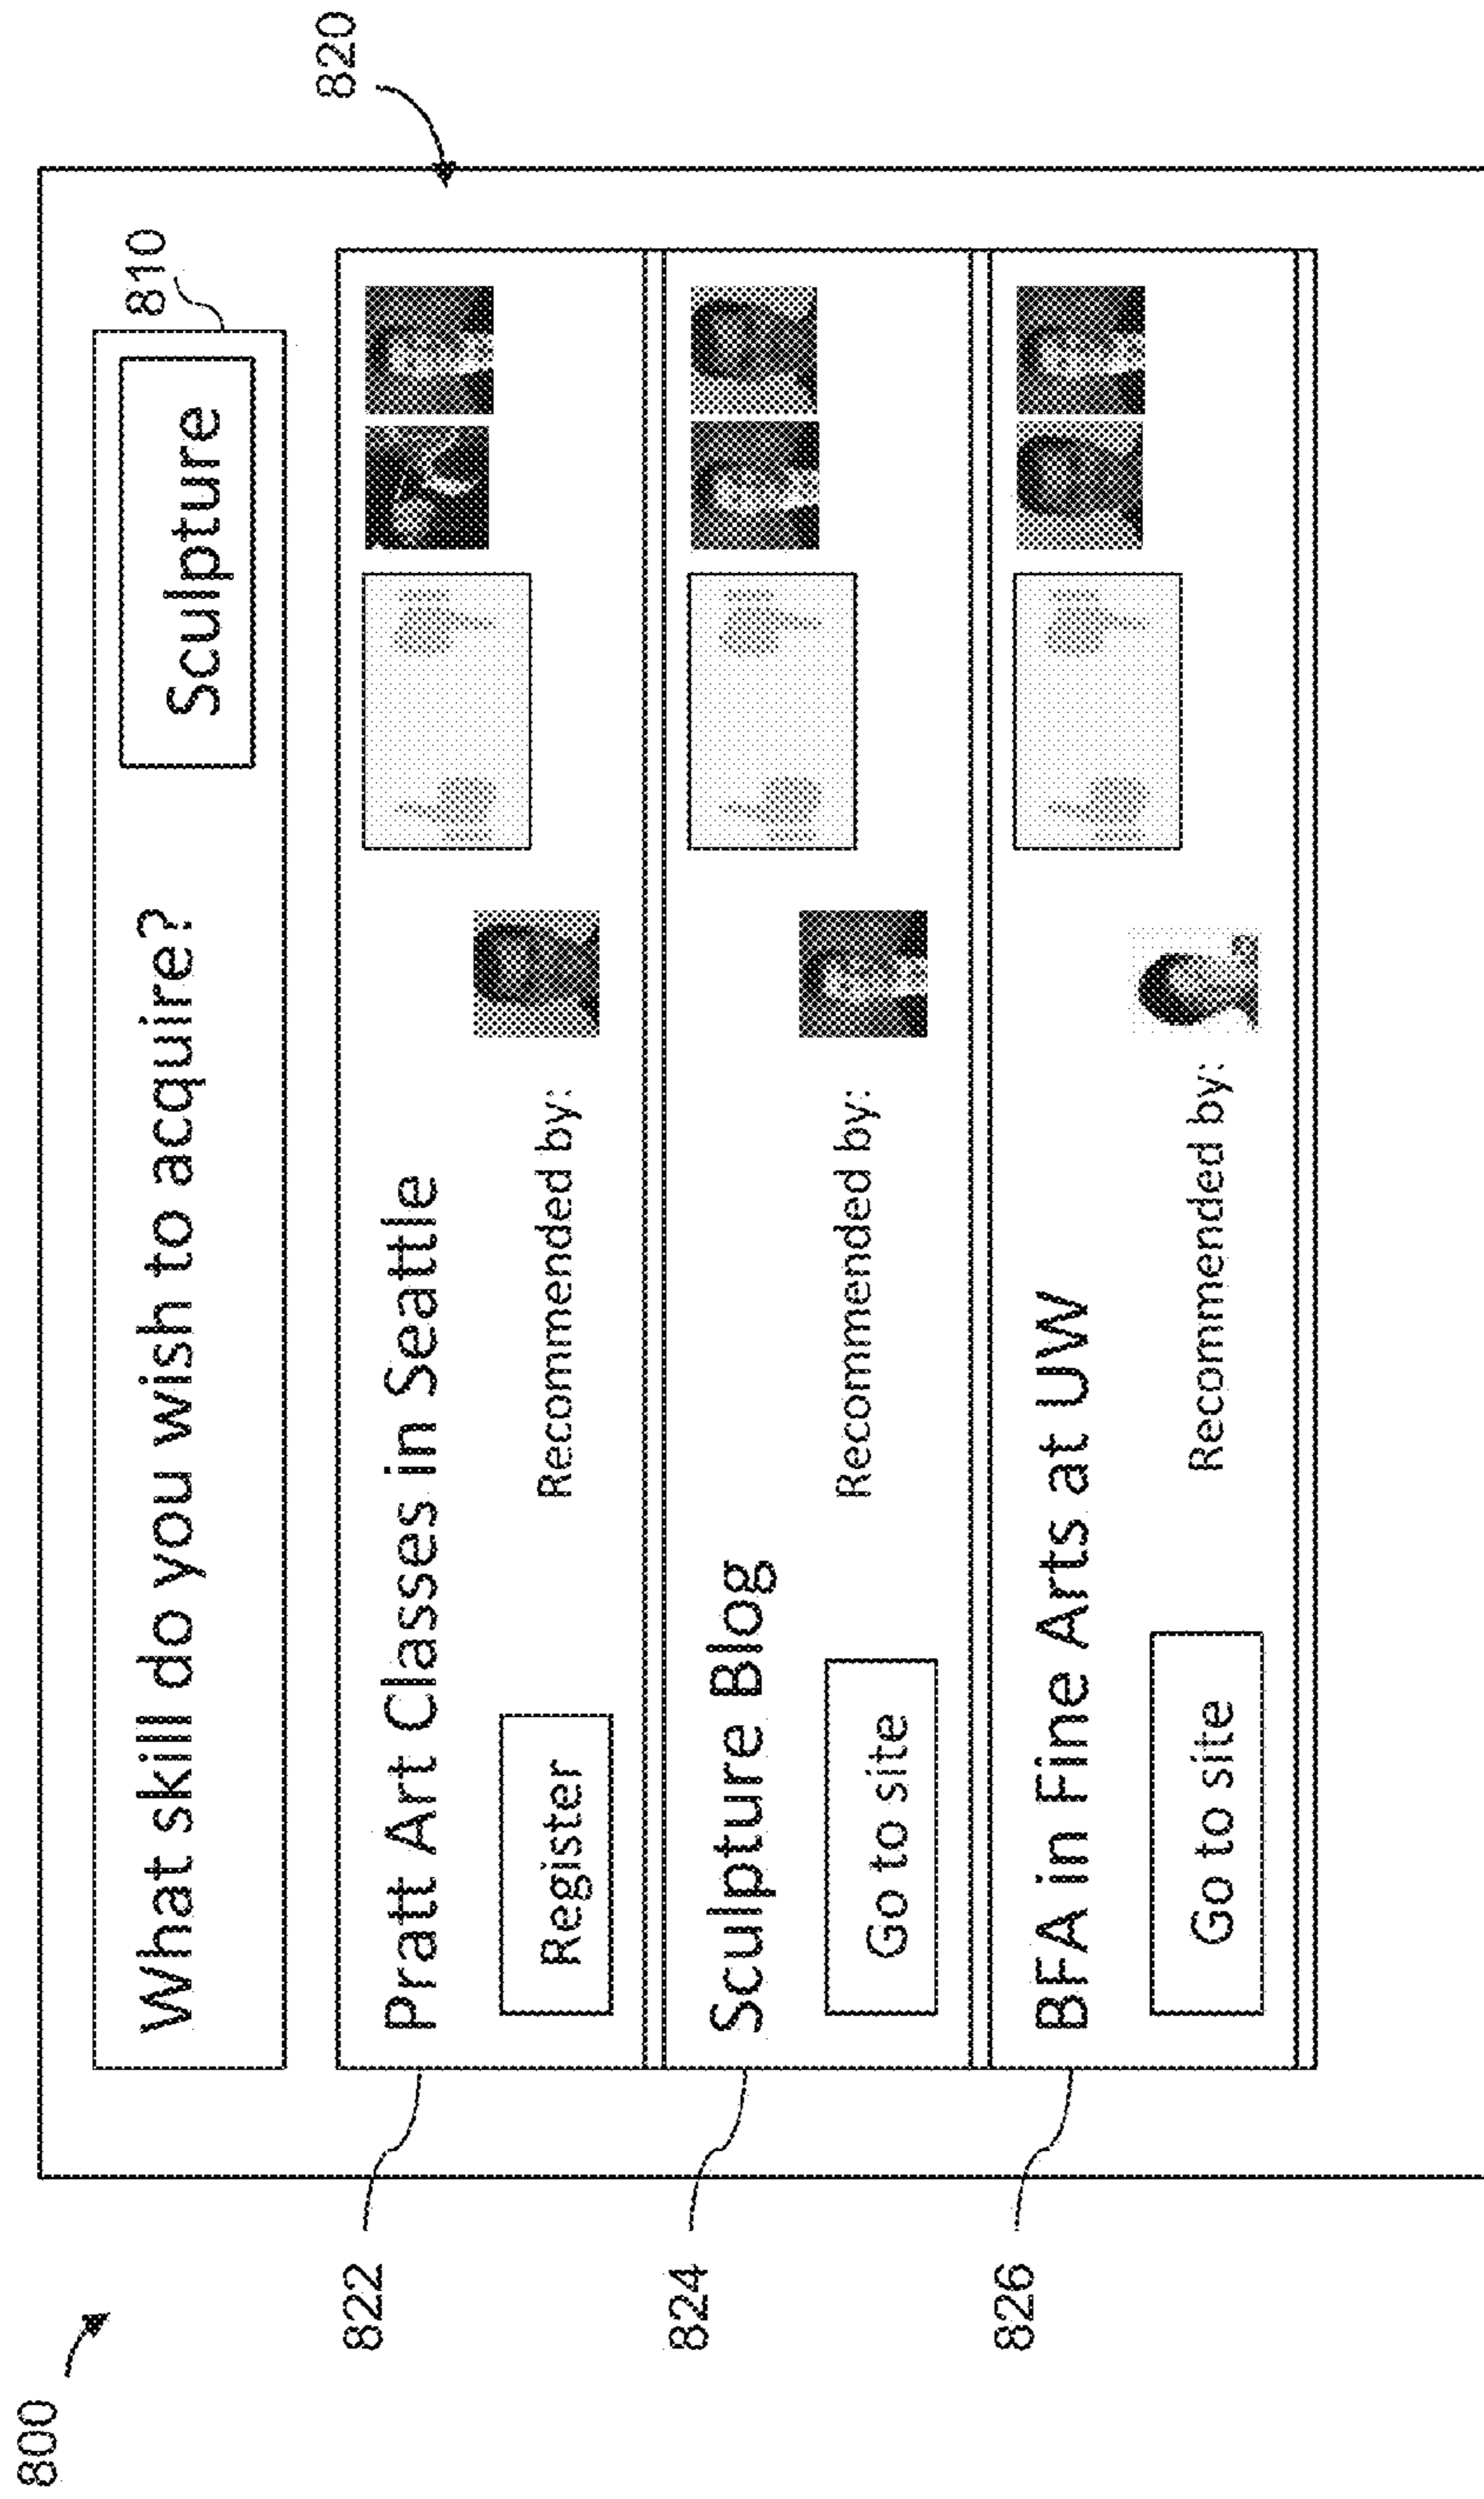 800
820
What skill do you wish to acquire?
Sculpture
810
822
Pratt Art Classes in Seattle
Register
Recommended by:
824
Sculpture Blog
Go to site
Recommended by:
826
BFA in Fine Arts at UW
Go to site
Recommended by: